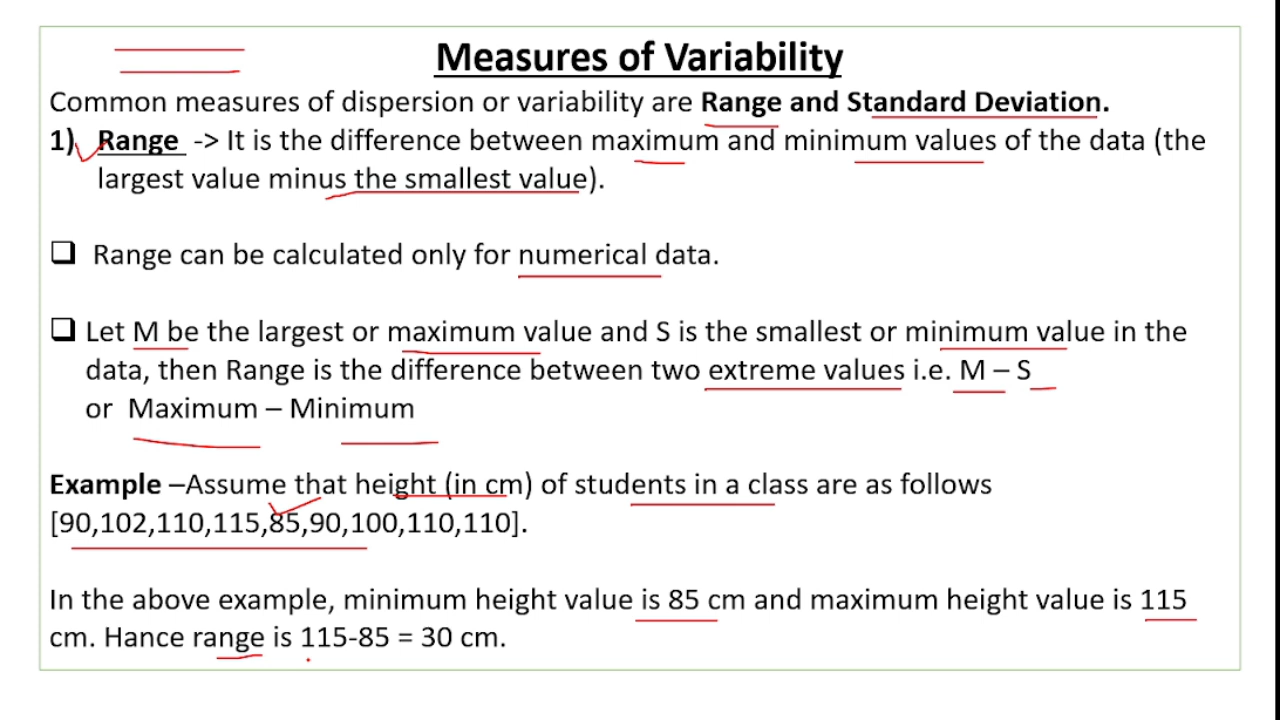 Measures of Variability
Common measures of dispersion or variability are Range and Standard Deviation.
1) Range -> It is the difference between maximum and minimum values of the data (the
largest value minus the smallest value).
❑ Range can be calculated only for numerical data.
❑ Let M be the largest or maximum value and S is the smallest or minimum value in the
data, then Range is the difference between two extreme values i.e. M – S
or Maximum – Minimum
Example –Assume that height (in cm) of students in a class are as follows
[90,102,110,115,85,90,100,110,110].
In the above example, minimum height value is 85 cm and maximum height value is 115
cm. Hance range is 115-85 = 30 cm.